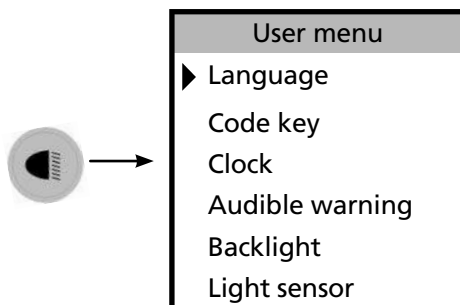 User menu
Language
Code key
Clock
Audible warning
Backlight
Light sensor